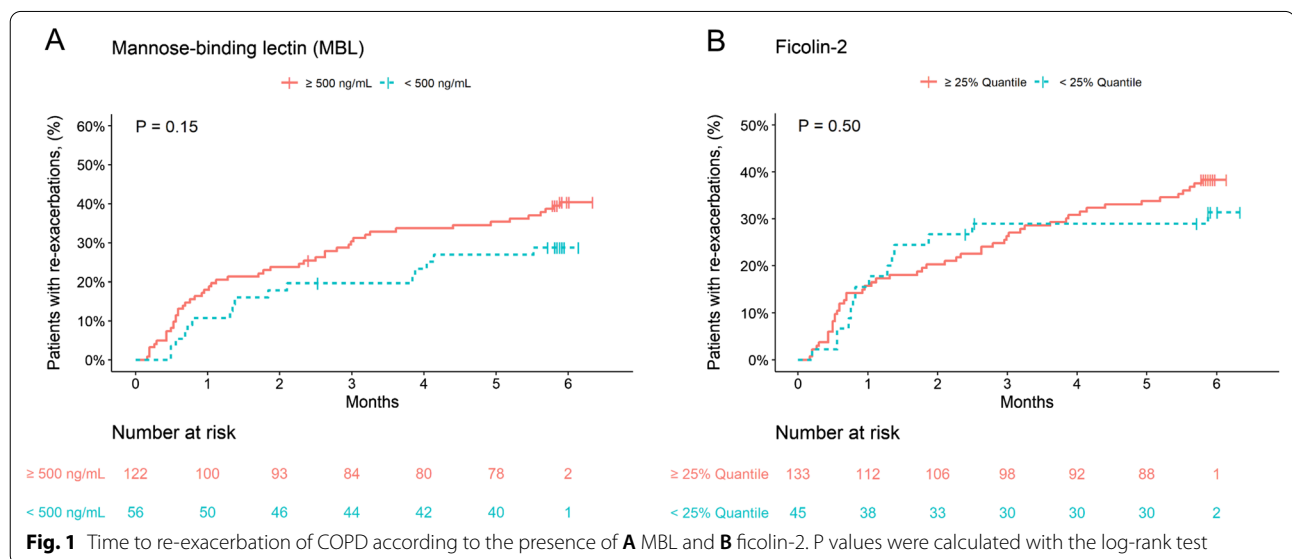 A
Mannose-binding lectin (MBL)
≥ 500 ng/mL < 500 ng/mL
Patients with re-exacerbations, (%)
60%
50%
40%
30%
20%
10%
0%
P = 0.15
0 1 2 3 4 5 6
Months
Number at risk
≥ 500 ng/mL 122 100 93 84 80 78 2
< 500 ng/mL 56 50 46 44 42 40 1
B
Ficolin-2
≥ 25% Quantile < 25% Quantile
Patients with re-exacerbations, (%)
50%
40%
30%
20%
10%
0%
P = 0.50
0 1 2 3 4 5 6
Months
Number at risk
≥ 25% Quantile 133 112 106 98 92 88 1
< 25% Quantile 45 38 33 30 30 30 2
Fig. 1 Time to re-exacerbation of COPD according to the presence of A MBL and B ficolin-2. P values were calculated with the log-rank test